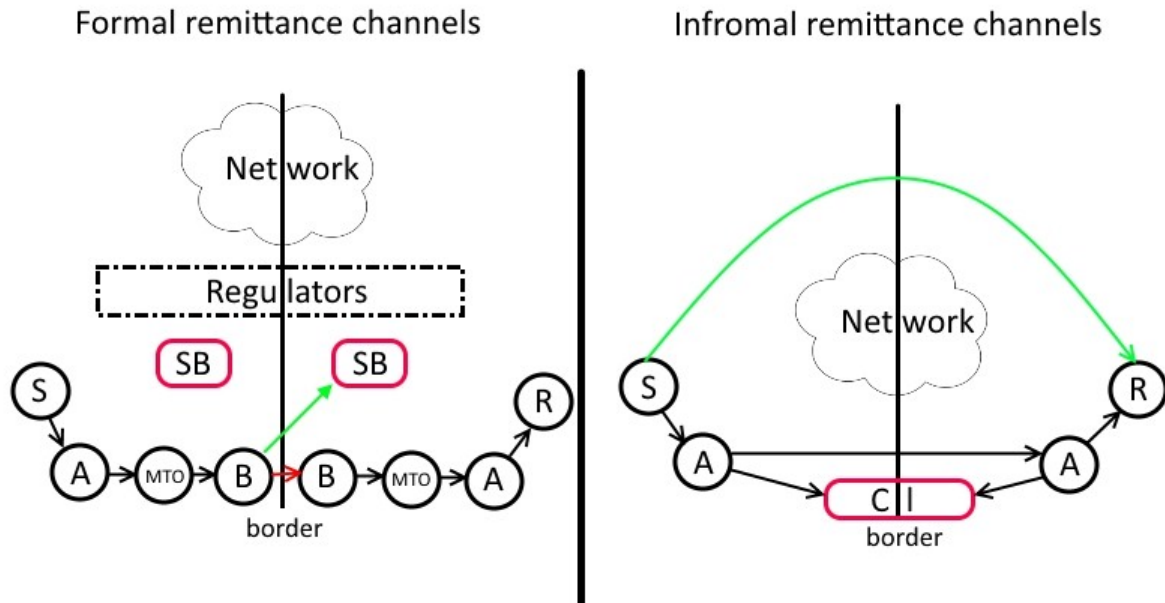 Formal remittance channels
Network
Regulators
SB SB
S
R
A MTO B B MTO A
border
Infromal remittance channels
Network
S
R
A
A
C I
border